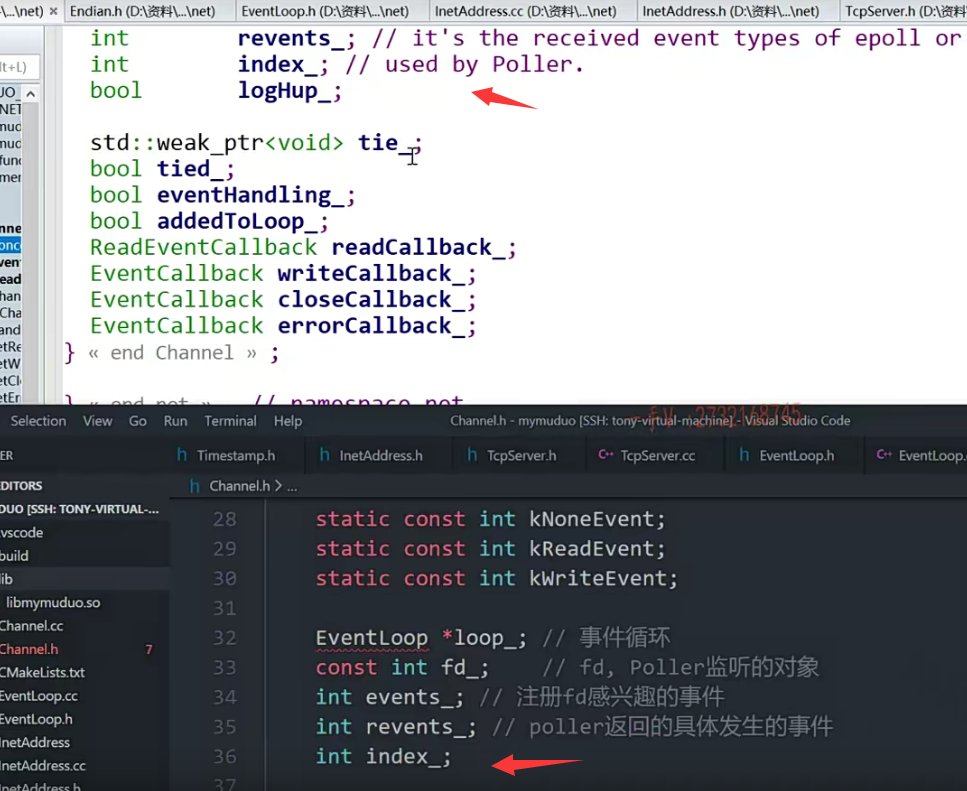 \...\net) × Endian.h (D:\资料\...\net) EventLoop.h (D:\资料\...\net) InetAddress.cc (D:\资料\...\net) InetAddress.h (D:\资料\...\net) TcpServer.h (D:\资料
int revents_; // it's the received event types of epoll or
lt+L) int index_; // used by Poller.
bool logHup_;
std::weak_ptr<void> tie_;
bool tied_;
bool eventHandling_;
bool addedToLoop_;
ReadEventCallback readCallback_;
EventCallback writeCallback_;
EventCallback closeCallback_;
EventCallback errorCallback_;
} « end Channel » ;
} « end net » // namespace net
Selection View Go Run Terminal Help Channel.h - mymuduo [SSH: tony-virtual-machine] - Visual Studio Code
ER Timestamp.h InetAddress.h TcpServer.h TcpServer.cc EventLoop.h EventLoop.
DITORS Channel.h > ...
DUO [SSH: TONY-VIRTUAL-...
28 static const int kNoneEvent;
vscode
29 static const int kReadEvent;
build
30 static const int kWriteEvent;
lib
31
libmymuduo.so
Channel.cc
32 EventLoop *loop_; // 事件循环
Channel.h 7
33 const int fd_; // fd, Poller监听的对象
CMakeLists.txt
34 int events_; // 注册fd感兴趣的事件
EventLoop.cc
EventLoop.h
35 int revents_; // poller返回的具体发生的事件
InetAddress
36 int index_;
InetAddress.cc
37
InetAddress.h